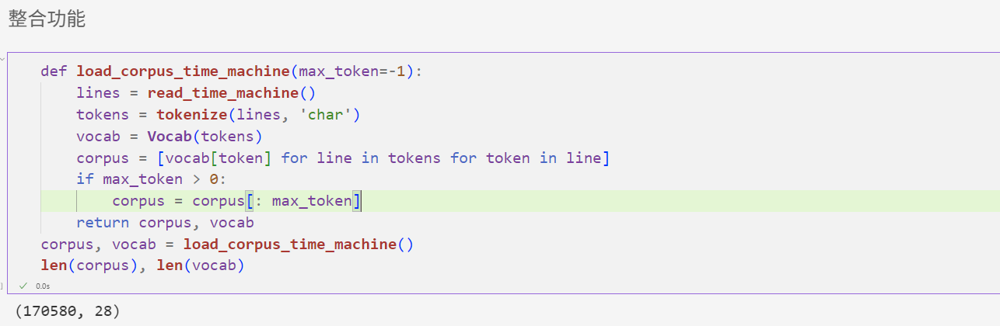 整合功能
def load_corpus_time_machine(max_token=-1):
    lines = read_time_machine()
    tokens = tokenize(lines, 'char')
    vocab = Vocab(tokens)
    corpus = [vocab[token] for line in tokens for token in line]
    if max_token > 0:
        corpus = corpus[: max_token]
    return corpus, vocab
corpus, vocab = load_corpus_time_machine()
len(corpus), len(vocab)
] ✓ 0.0s
(170580, 28)